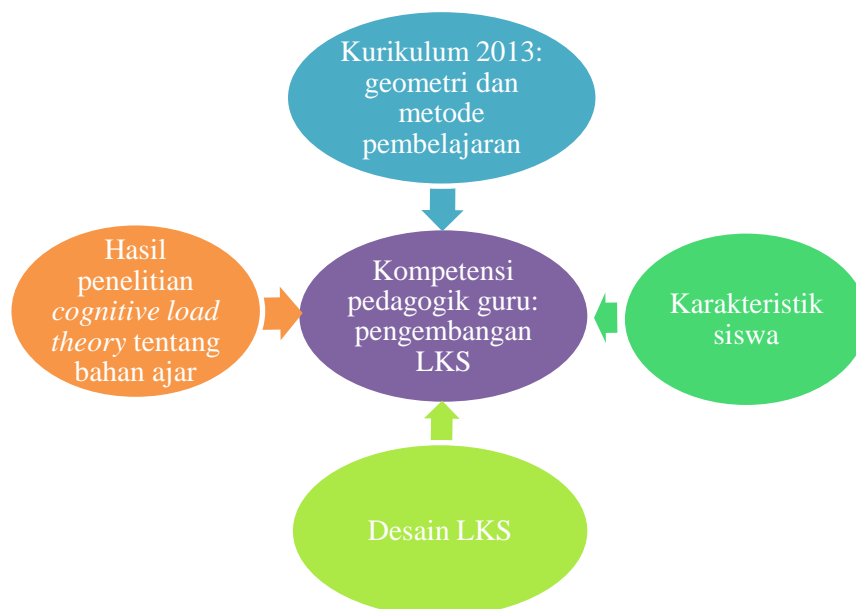 Kurikulum 2013:
geometri dan
metode
pembelajaran
Hasil
penelitian
cognitive load
theory tentang
bahan ajar
Kompetensi
pedagogik guru:
pengembangan
LKS
Karakteristik
siswa
Desain LKS